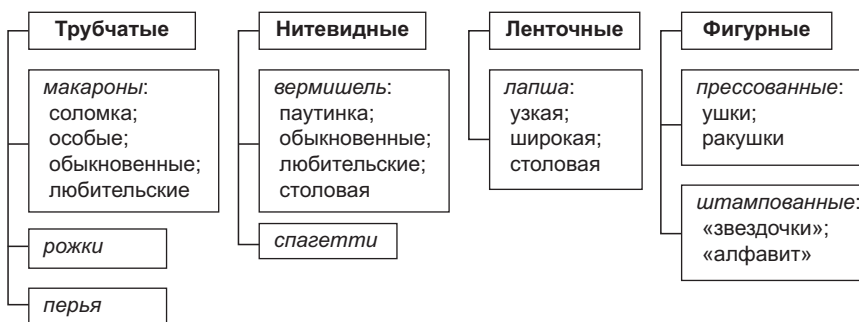 Трубчатые
макароны:
соломка;
особые;
обыкновенные;
любительские
рожки
перья
Нитевидные
вермишель:
паутинка;
обыкновенные;
любительские;
столовая
спагетти
Ленточные
лапша:
узкая;
широкая;
столовая
Фигурные
прессованные:
ушки;
ракушки
штампованные:
«звездочки»;
«алфавит»